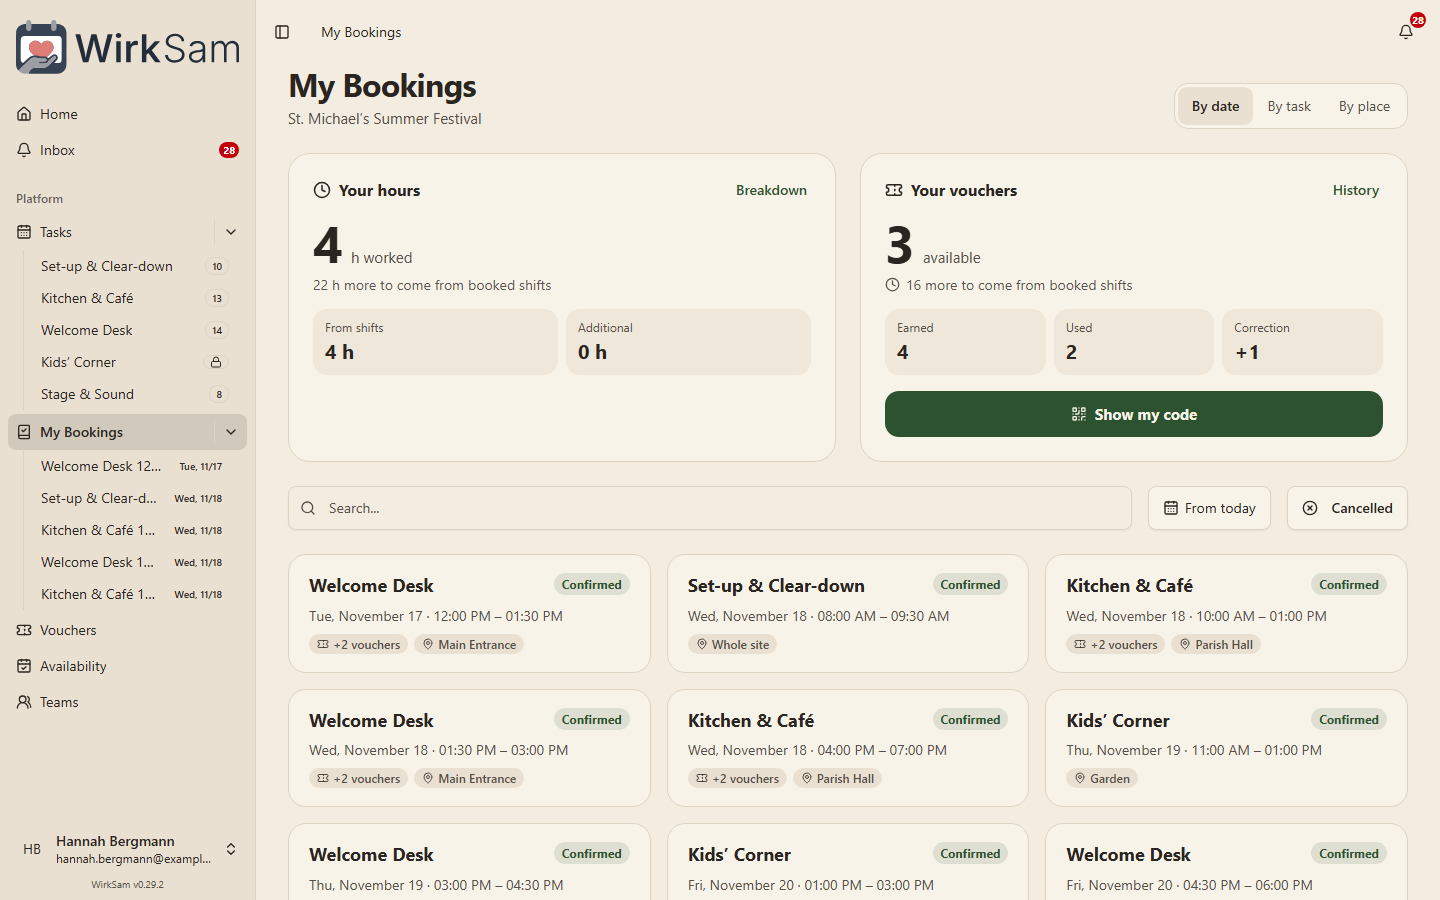 WirkSam
Home
Inbox 28
Platform
Tasks
Set-up & Clear-down 10
Kitchen & Café 13
Welcome Desk 14
Kids’ Corner
Stage & Sound 8
My Bookings
Welcome Desk 12... Tue, 11/17
Set-up & Clear-d... Wed, 11/18
Kitchen & Café 1... Wed, 11/18
Welcome Desk 1... Wed, 11/18
Kitchen & Café 1... Wed, 11/18
Vouchers
Availability
Teams
HB
Hannah Bergmann
hannah.bergmann@exampl...
WirkSam v0.29.2
My Bookings
28
My Bookings
St. Michael’s Summer Festival
By date By task By place
Your hours Breakdown
4 h worked
22 h more to come from booked shifts
From shifts
4 h
Additional
0 h
Your vouchers History
3 available
16 more to come from booked shifts
Earned
4
Used
2
Correction
+1
Show my code
Search...
From today
Cancelled
Welcome Desk Confirmed
Tue, November 17 · 12:00 PM – 01:30 PM
+2 vouchers Main Entrance
Set-up & Clear-down Confirmed
Wed, November 18 · 08:00 AM – 09:30 AM
Whole site
Kitchen & Café Confirmed
Wed, November 18 · 10:00 AM – 01:00 PM
+2 vouchers Parish Hall
Welcome Desk Confirmed
Wed, November 18 · 01:30 PM – 03:00 PM
+2 vouchers Main Entrance
Kitchen & Café Confirmed
Wed, November 18 · 04:00 PM – 07:00 PM
+2 vouchers Parish Hall
Kids’ Corner Confirmed
Thu, November 19 · 11:00 AM – 01:00 PM
Garden
Welcome Desk Confirmed
Thu, November 19 · 03:00 PM – 04:30 PM
Kids’ Corner Confirmed
Fri, November 20 · 01:00 PM – 03:00 PM
Welcome Desk Confirmed
Fri, November 20 · 04:30 PM – 06:00 PM